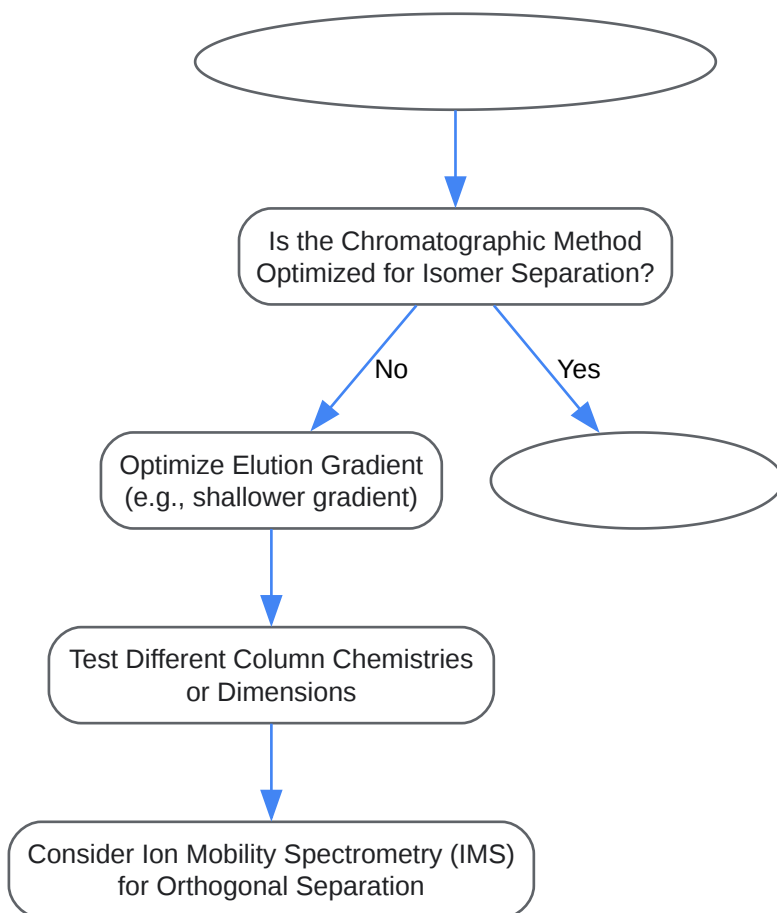 Is the Chromatographic Method
Optimized for Isomer Separation?
No
Yes
Optimize Elution Gradient
(e.g., shallower gradient)
Test Different Column Chemistries
or Dimensions
Consider Ion Mobility Spectrometry (IMS)
for Orthogonal Separation